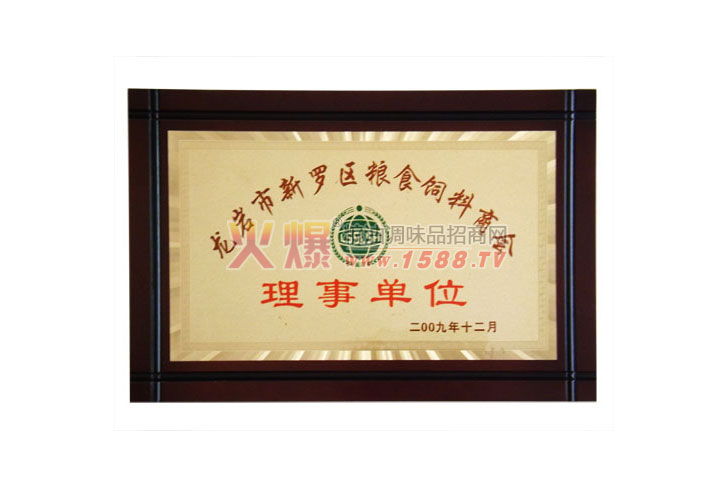 龙岩市新罗区粮食饲料商会
火爆 调味品招商网
www.1588.TV
理事单位
二00九年十二月